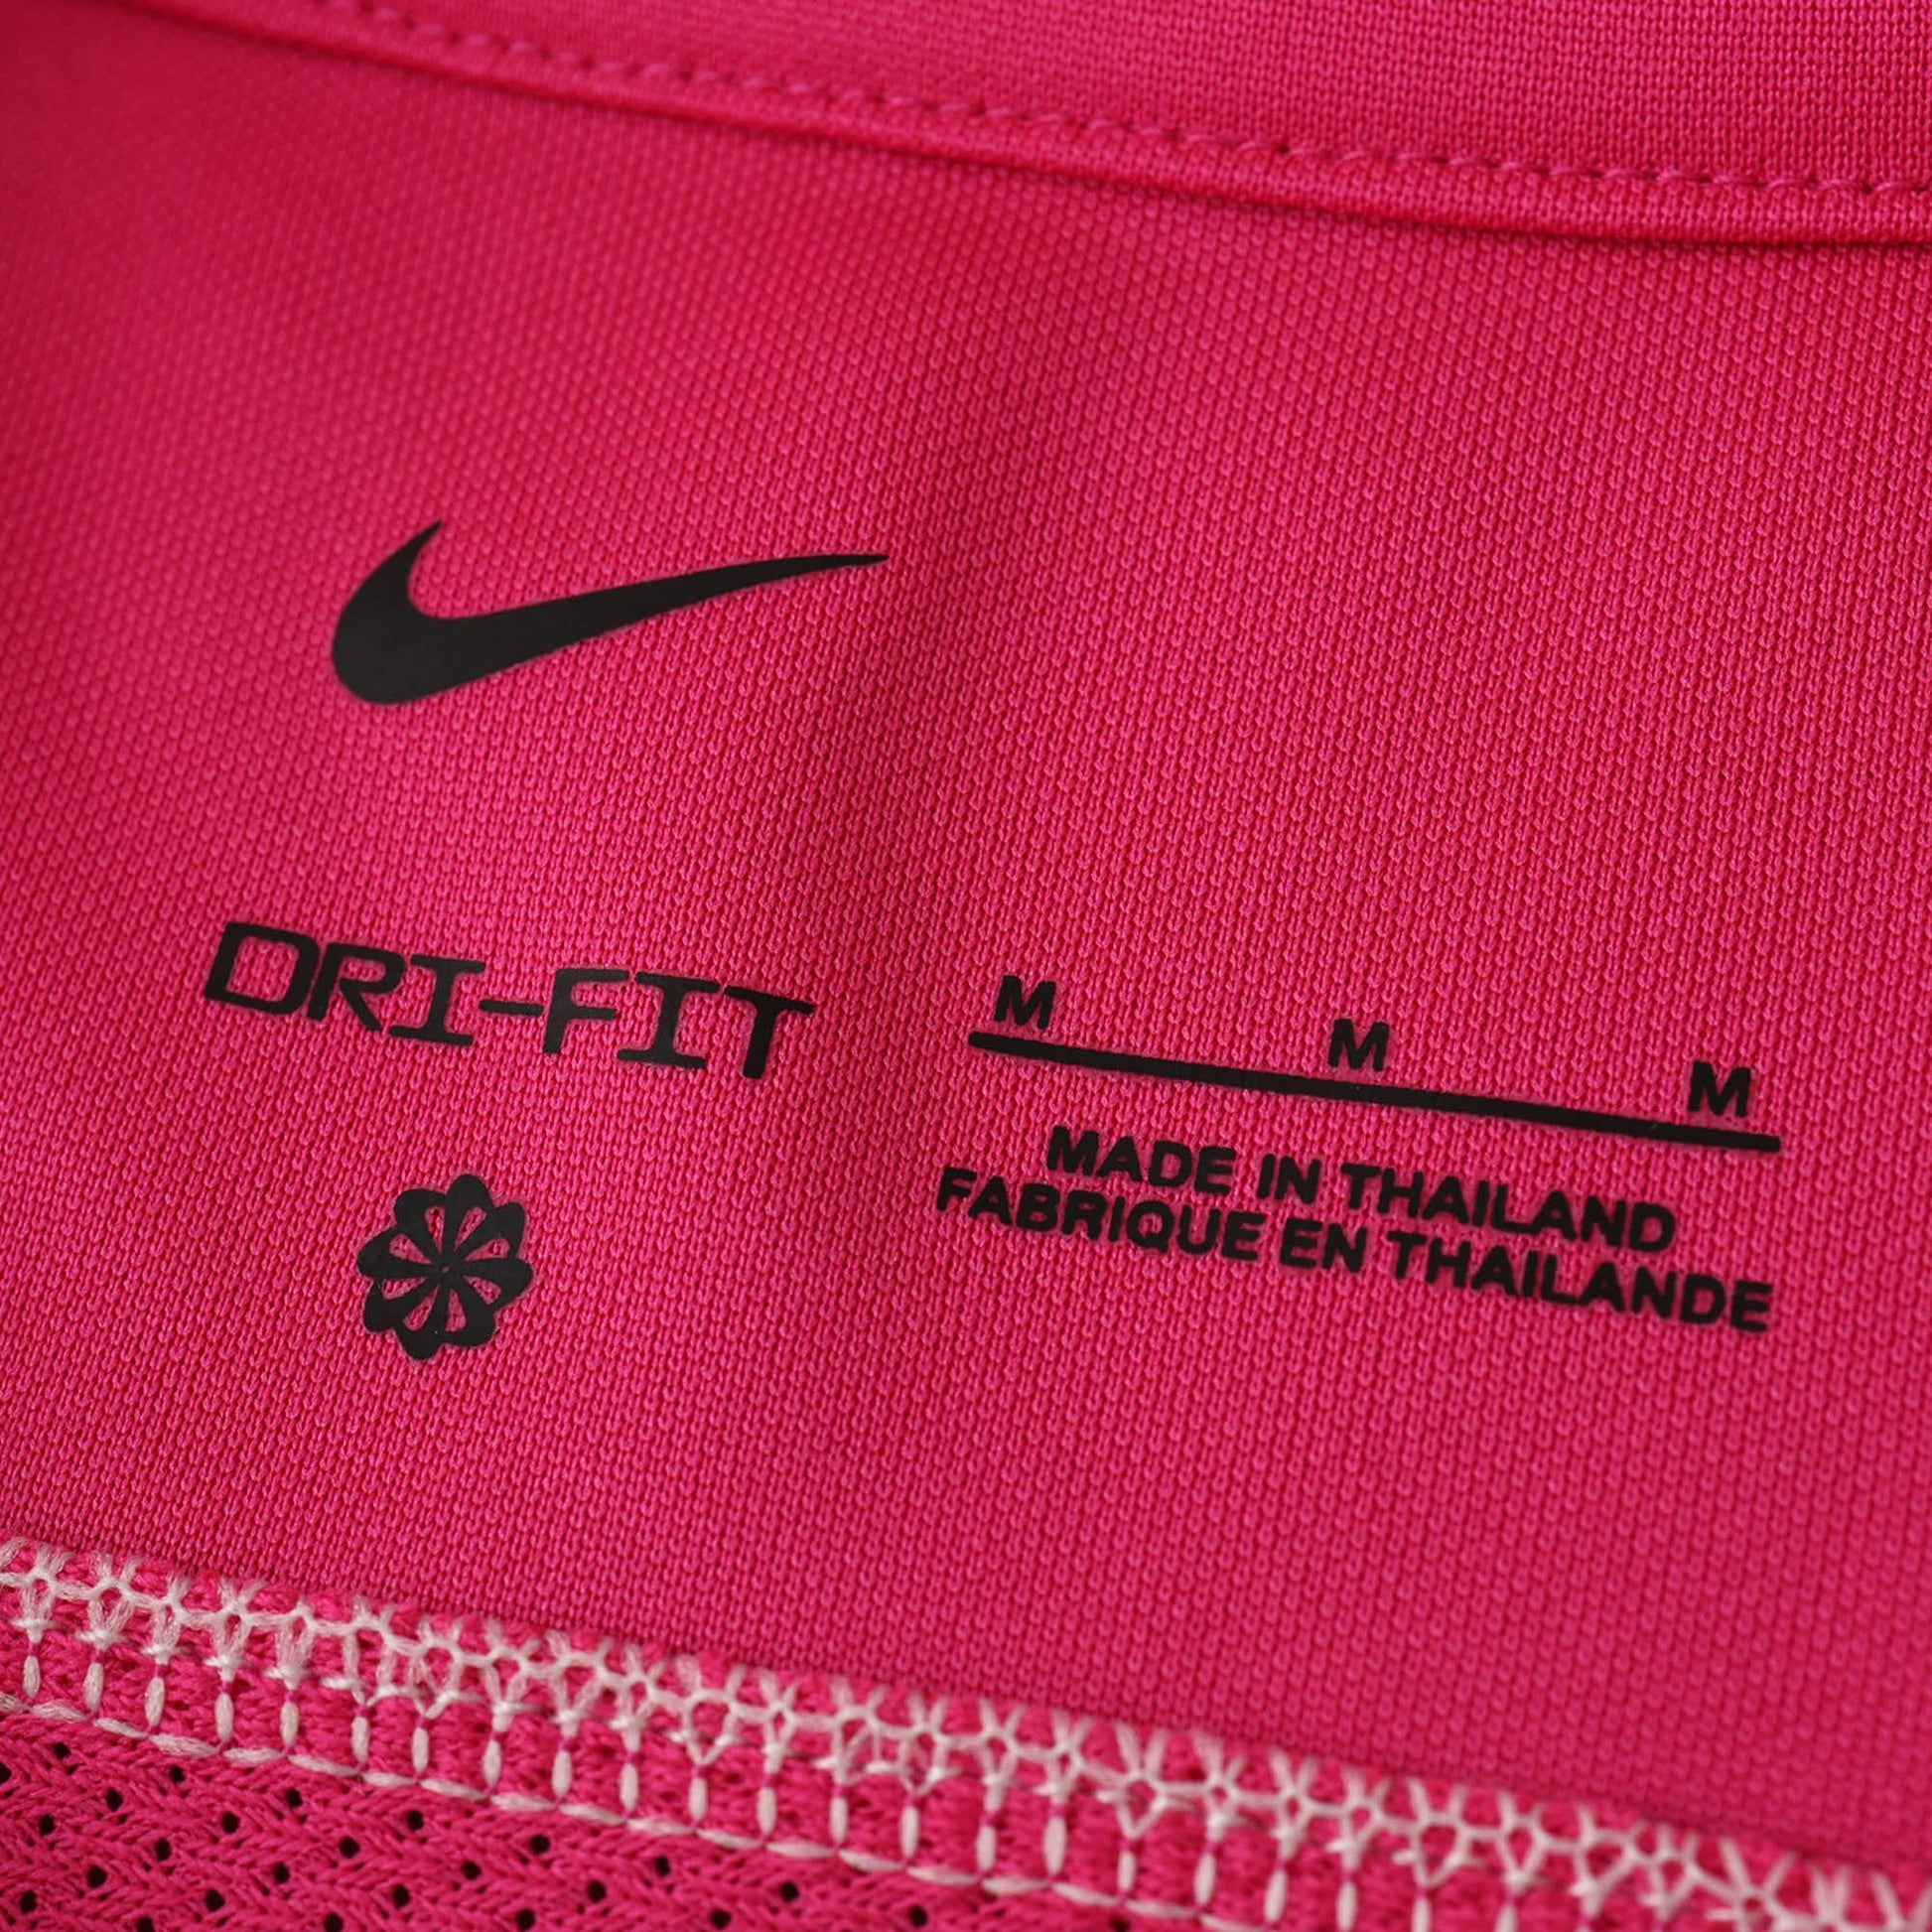 DRI-FIT
M M M
MADE IN THAILAND
FABRIQUE EN THAILANDE